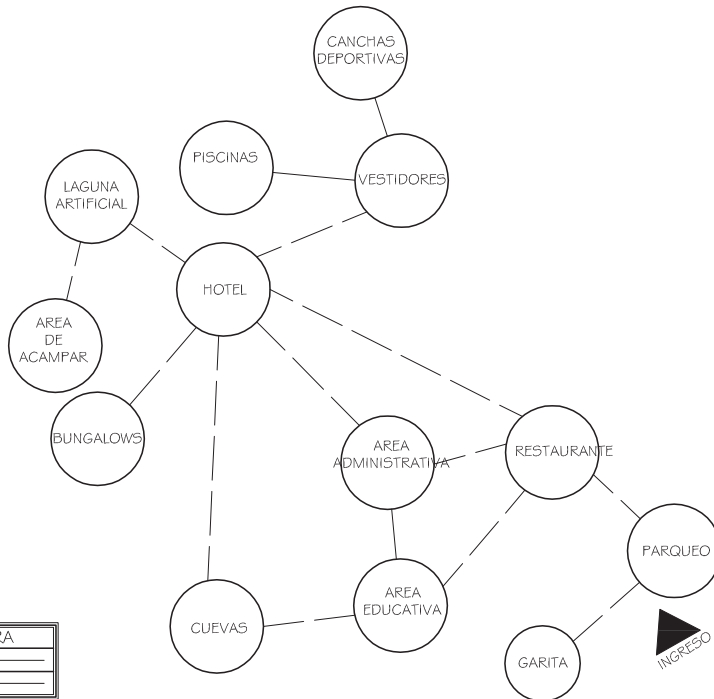 CANCHAS
DEPORTIVAS
PISCINAS
VESTIDORES
LAGUNA
ARTIFICIAL
HOTEL
AREA
DE
ACAMPAR
BUNGALOWS
AREA
ADMINISTRATIVA
RESTAURANTE
PARQUEO
AREA
EDUCATIVA
CUEVAS
GARITA
INGRESO
RA